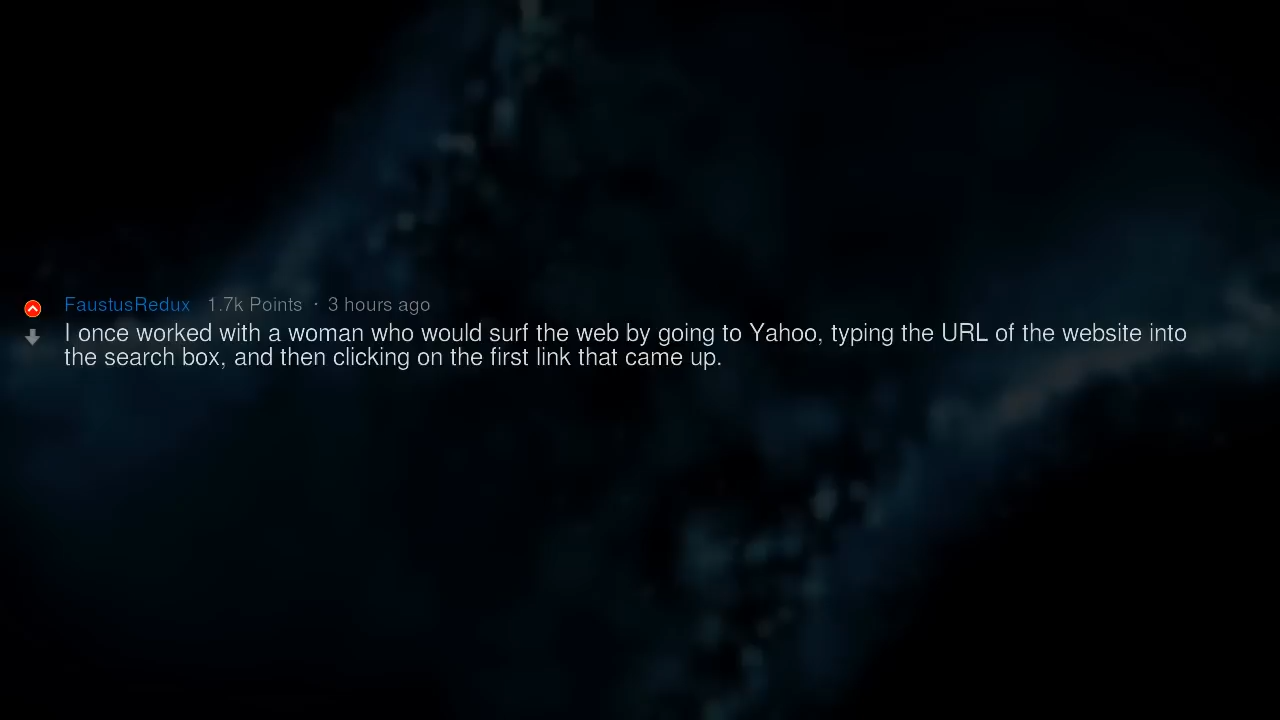 FaustusRedux 1.7k Points · 3 hours ago
I once worked with a woman who would surf the web by going to Yahoo, typing the URL of the website into
the search box, and then clicking on the first link that came up.